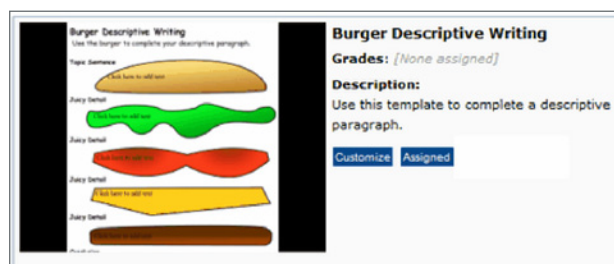 Burger Descriptive Writing
Use the burger to complete your descriptive paragraph.
Topic Sentence
Click here to add text
Juicy Detail
Click here to add text
Juicy Detail
Click here to add text
Juicy Detail
Click here to add text
Juicy Detail
Click here to add text
Burger Descriptive Writing
Grades: [None assigned]
Description:
Use this template to complete a descriptive
paragraph.
Customize Assigned